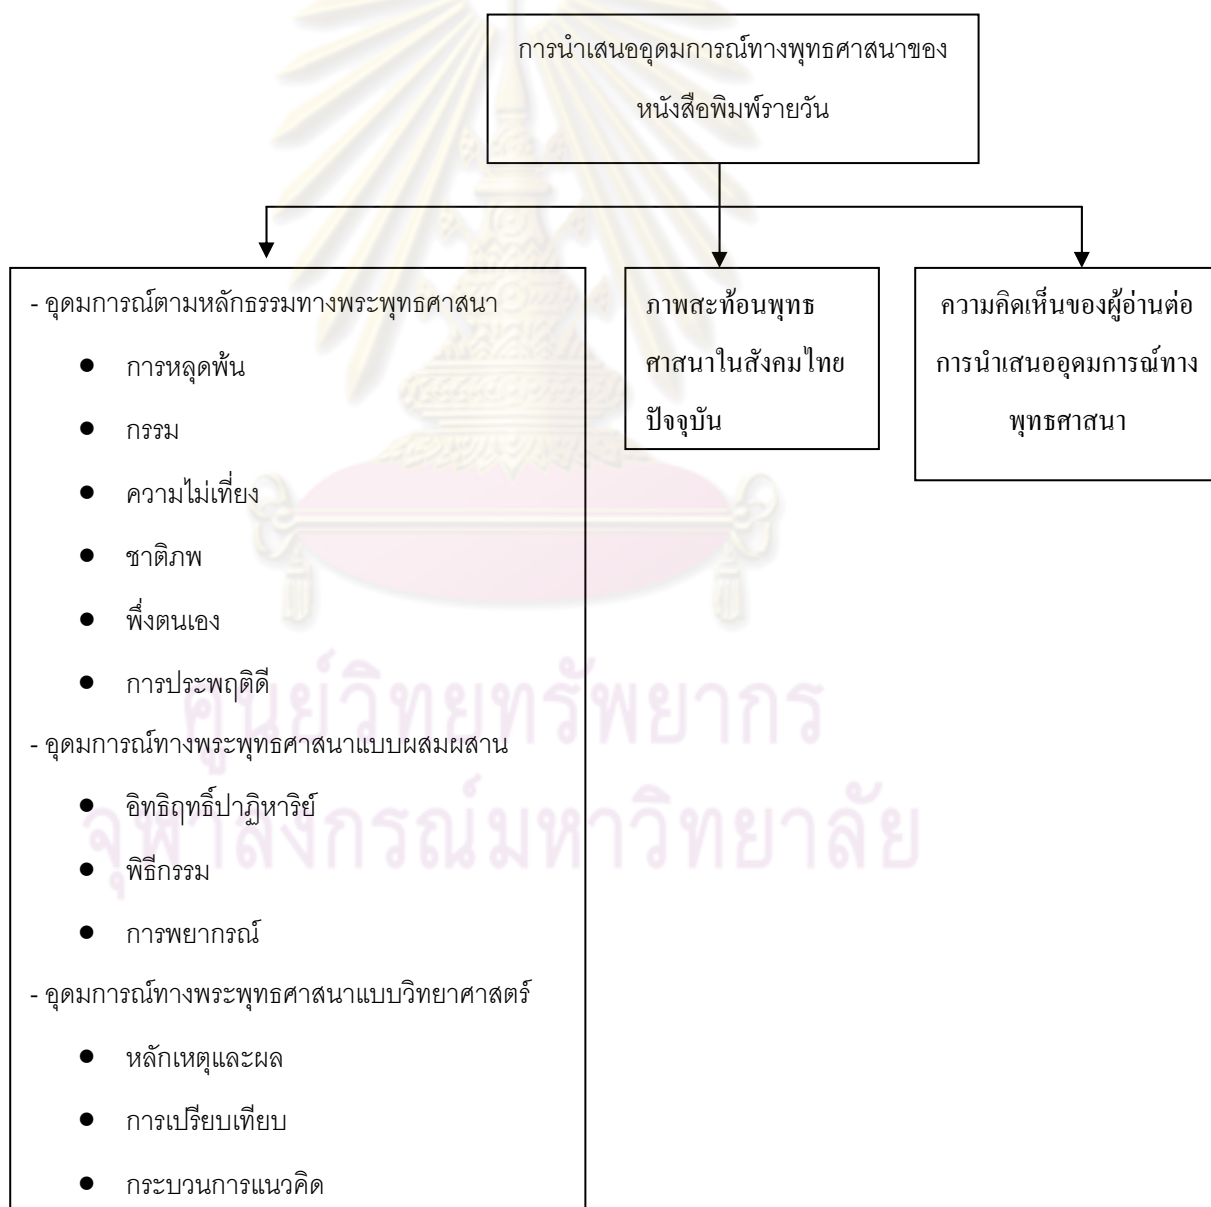 การนำเสนออุดมการณ์ทางพุทธศาสนาของ
หนังสือพิมพ์รายวัน
- อุดมการณ์ตามหลักธรรมทางพระพุทธศาสนา
● การหลุดพ้น
● กรรม
● ความไม่เที่ยง
● ชาติภพ
● พึ่งตนเอง
● การประพฤติดี
- อุดมการณ์ทางพระพุทธศาสนาแบบผสมผสาน
● อิทธิฤทธิ์ปาฏิหาริย์
● พิธีกรรม
● การพยากรณ์
- อุดมการณ์ทางพระพุทธศาสนาแบบวิทยาศาสตร์
● หลักเหตุและผล
● การเปรียบเทียบ
● กระบวนการแนวคิด
ภาพสะท้อนพุทธ
ศาสนาในสังคมไทย
ปัจจุบัน
ความคิดเห็นของผู้อ่านต่อ
การนำเสนออุดมการณ์ทาง
พุทธศาสนา
ศูนย์วิทยทรัพยากร
จุฬาลงกรณ์มหาวิทยาลัย